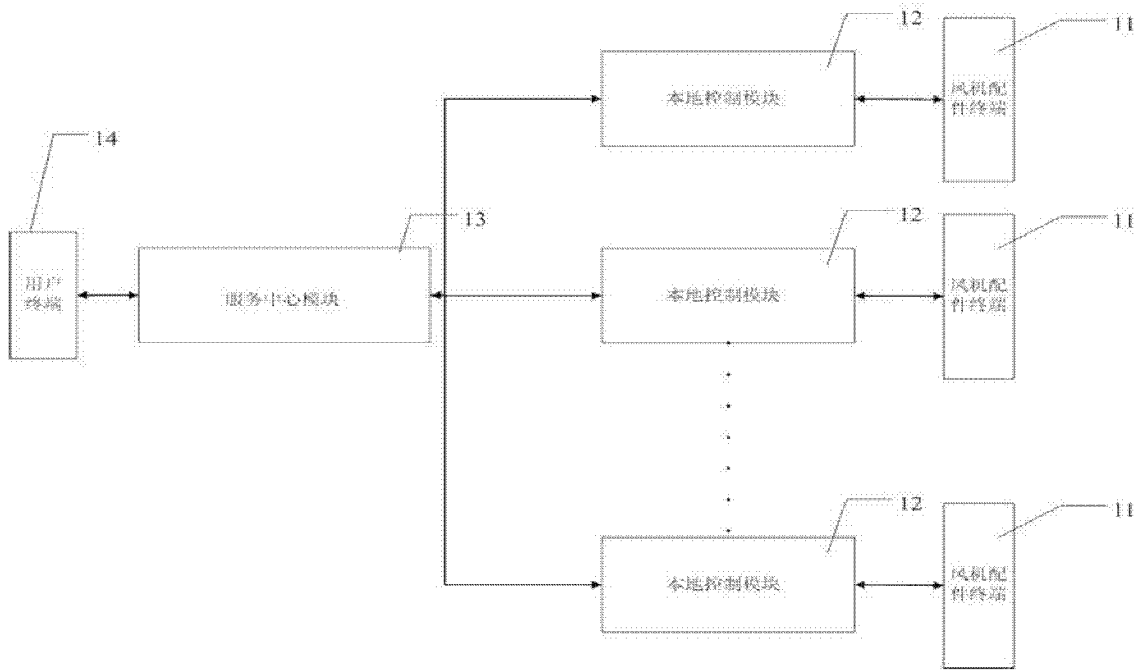 12
11
本地控制模块
风机配
件终端
14
12
11
13
用户
终端
服务中心模块
本地控制模块
风机配
件终端
12
11
本地控制模块
风机配
件终端